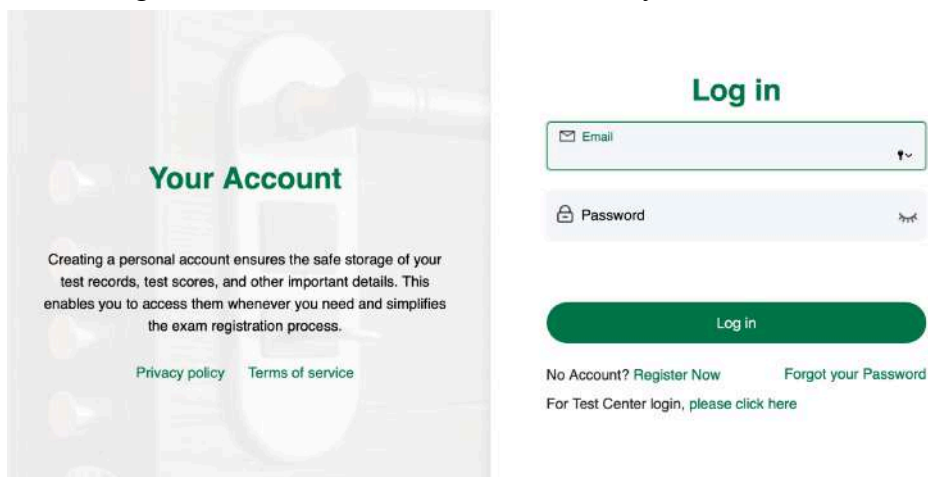 Your Account
Creating a personal account ensures the safe storage of your
test records, test scores, and other important details. This
enables you to access them whenever you need and simplifies
the exam registration process.
Privacy policy Terms of service
Log in
Email
Password
Log in
No Account? Register Now Forgot your Password
For Test Center login, please click here